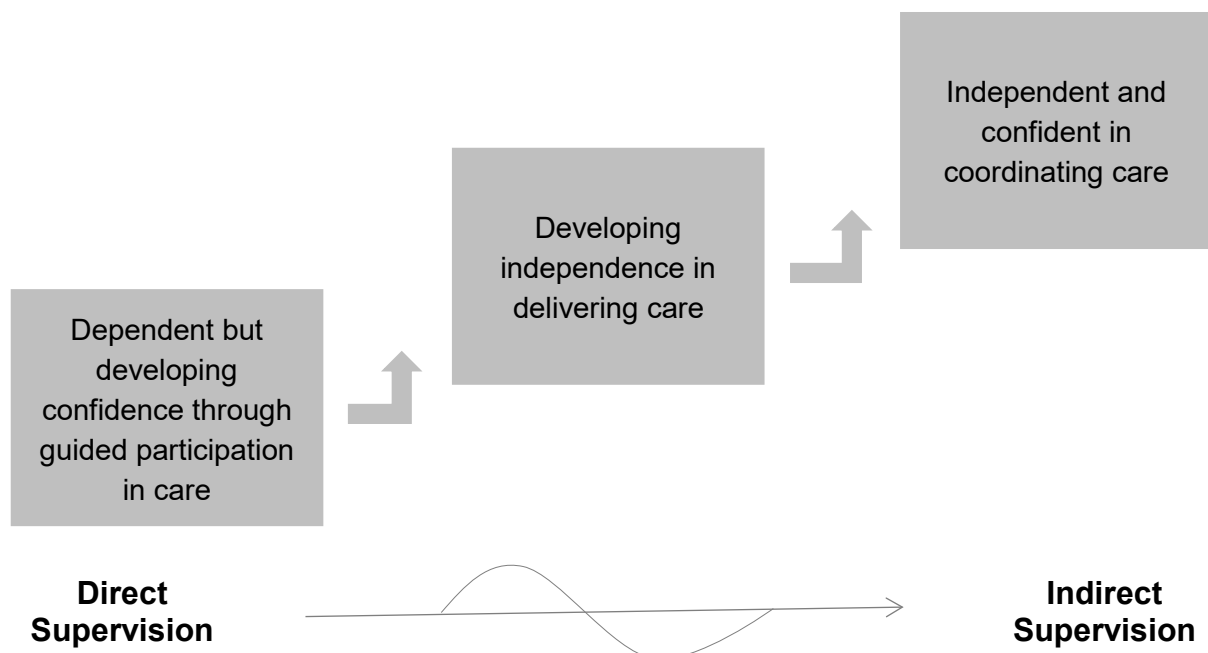 Dependent but
developing
confidence through
guided participation
in care
Developing
independence in
delivering care
Independent and
confident in
coordinating care
Direct
Supervision
Indirect
Supervision